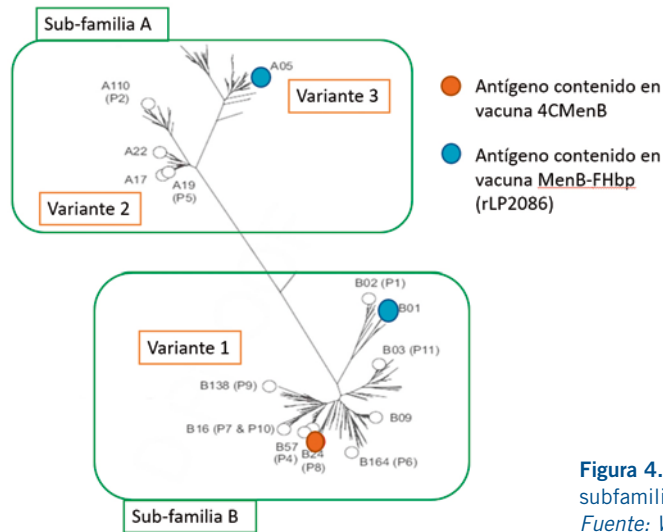 Sub-familia A
A05
A110
(P2)
Variante 3
A22
A17
A19
(P5)
Variante 2
Antígeno contenido en
vacuna 4CMenB
Antígeno contenido en
vacuna MenB-FHbp
(rLP2086)
B02 (P1)
B01
Variante 1
B03 (P11)
B138 (P9)
B09
B16 (P7 & P10)
B57
(P4)
B24
(P8)
B164 (P6)
Sub-familia B
Figura 4.
subfamili
Fuente: V